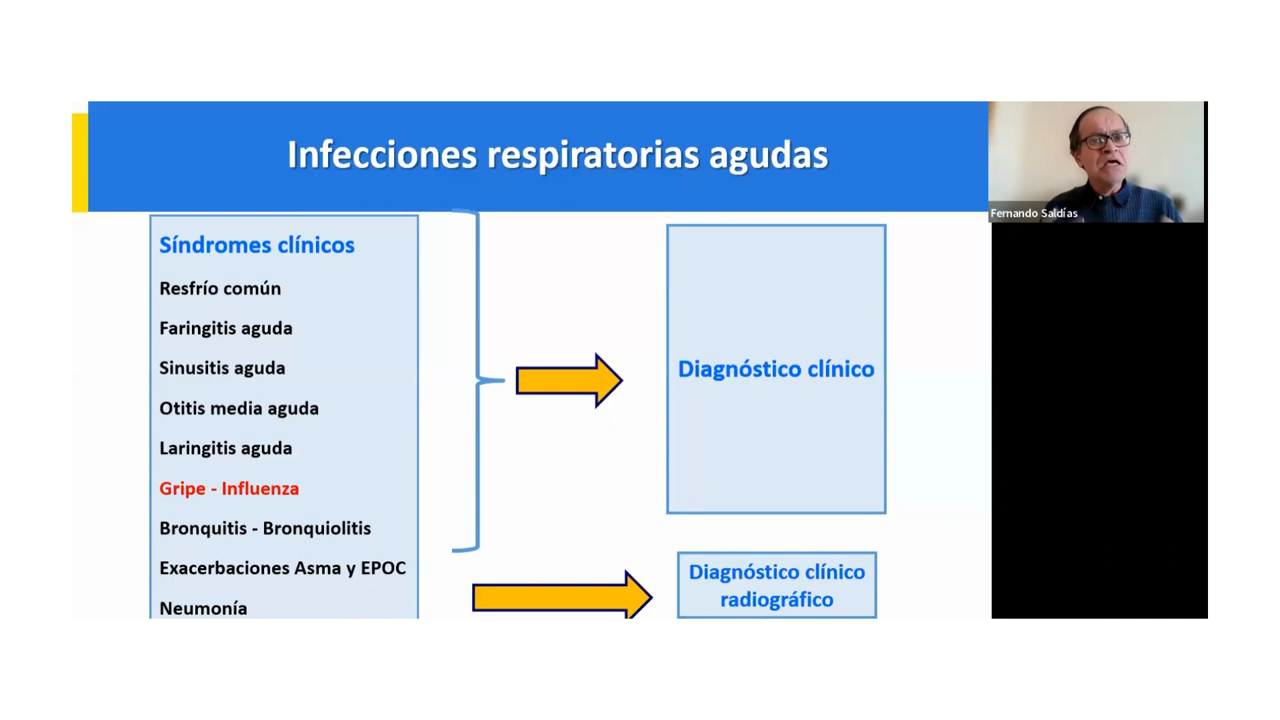 Infecciones respiratorias agudas
Fernando Saldías
Síndromes clínicos
Resfrío común
Faringitis aguda
Sinusitis aguda
Otitis media aguda
Laringitis aguda
Gripe - Influenza
Bronquitis - Bronquiolitis
Exacerbaciones Asma y EPOC
Neumonía
Diagnóstico clínico
Diagnóstico clínico
radiográfico